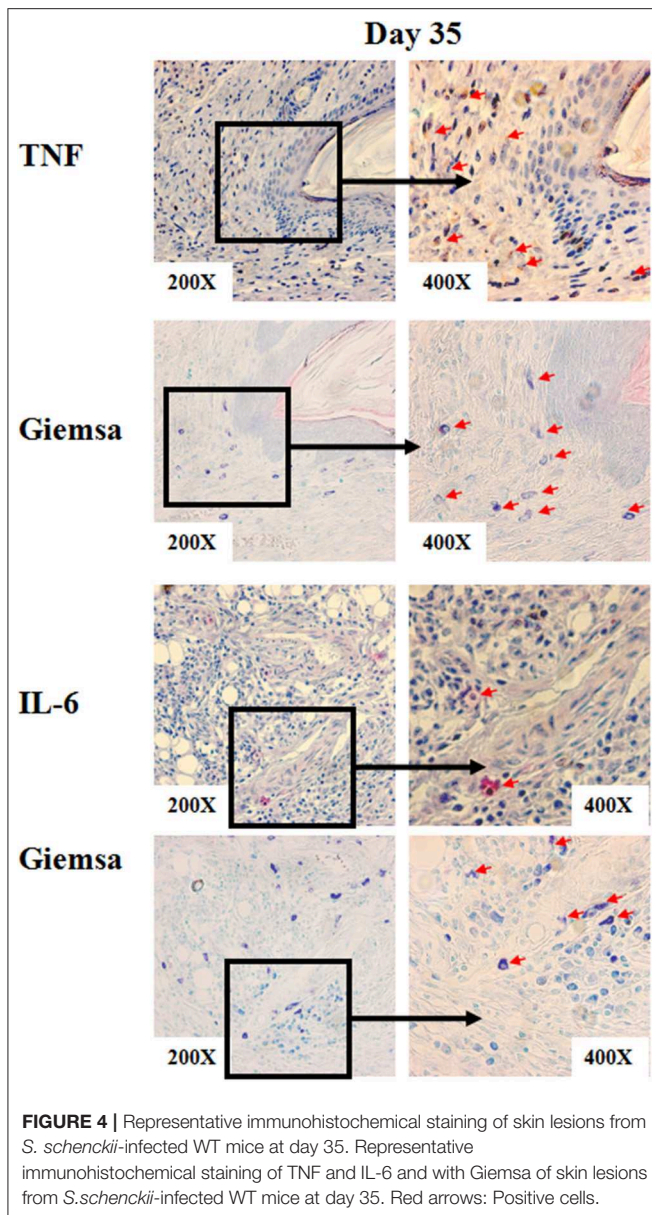 Day 35
TNF
200X
400X
Giemsa
200X
400X
IL-6
200X
400X
Giemsa
200X
400X
FIGURE 4 | Representative immunohistochemical staining of skin lesions from
S. schenckii-infected WT mice at day 35. Representative
immunohistochemical staining of TNF and IL-6 and with Giemsa of skin lesions
from S.schenckii-infected WT mice at day 35. Red arrows: Positive cells.